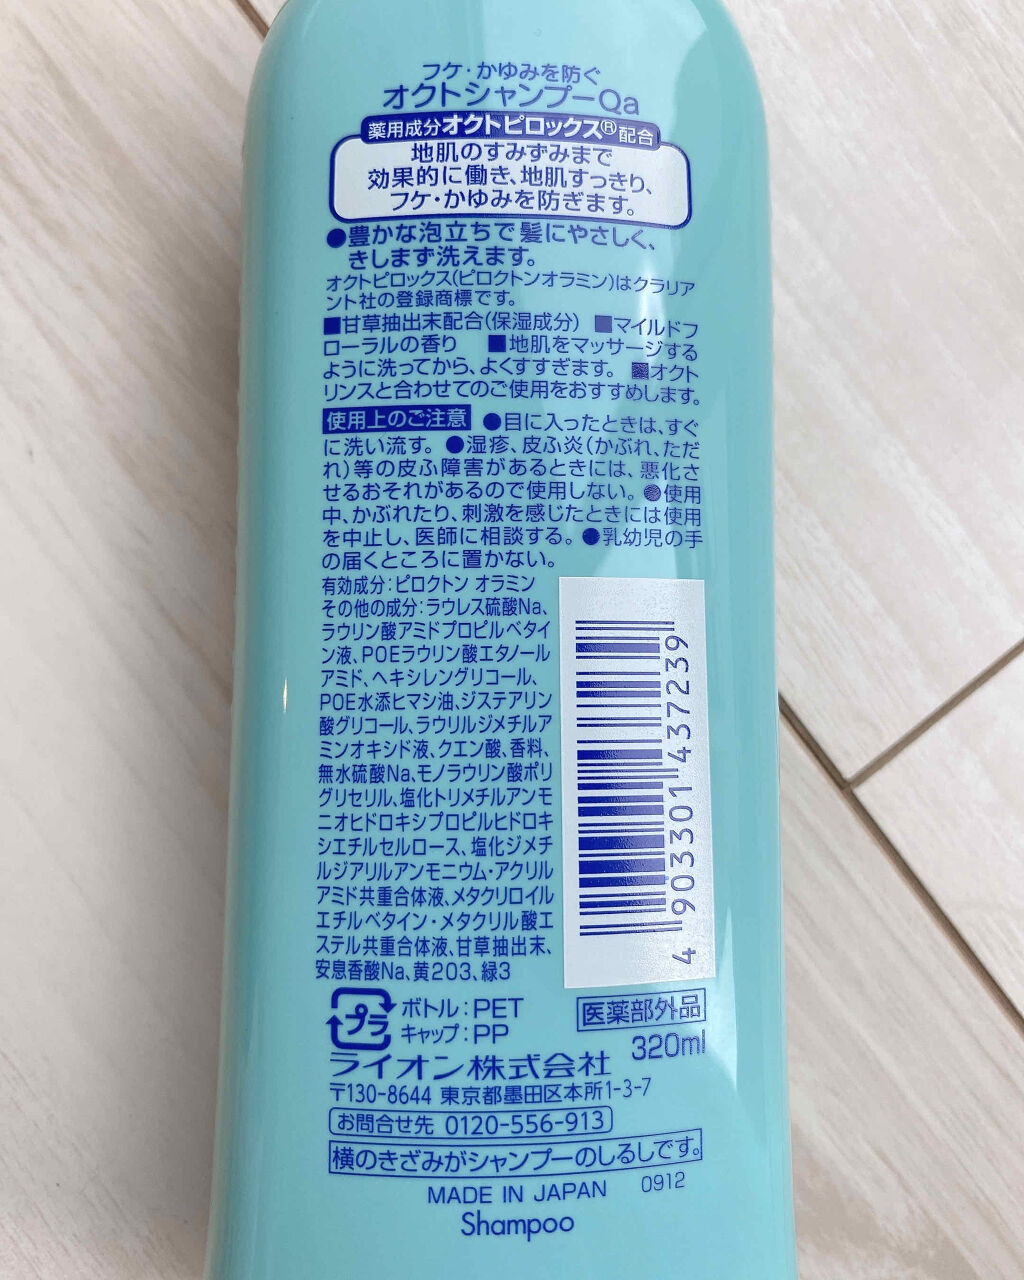 フケ・かゆみを防ぐ
オクトシャンプーQa
薬用成分オクトピロックス®配合
地肌のすみずみまで
効果的に働き、地肌すっきり、
フケ・かゆみを防ぎます。
●豊かな泡立ちで髪にやさしく、
きしまず洗えます。
オクトピロックス(ピロクトンオラミン)はクラリア
ント社の登録商標です。
■甘草抽出末配合(保湿成分) ■マイルドフ
ローラルの香り ■地肌をマッサージする
ように洗ってから、よくすすぎます。 ■オクト
リンスと合わせてのご使用をおすすめします。
使用上のご注意 ●目に入ったときは、すぐ
に洗い流す。 ●湿疹、皮ふ炎(かぶれ、ただ
れ)等の皮ふ障害があるときには、悪化さ
せるおそれがあるので使用しない。●使用
中、かぶれたり、刺激を感じたときには使用
を中止し、医師に相談する。●乳幼児の手
の届くところに置かない。
有効成分:ピロクトン オラミン
その他の成分:ラウレス硫酸Na、
ラウリン酸アミドプロピルベタイ
ン液、POEラウリン酸エタノール
アミド、ヘキシレングリコール、
POE水添ヒマシ油、ジステアリン
酸グリコール、ラウリルジメチルア
ミンオキシド液、クエン酸、香料、
無水硫酸Na、モノラウリン酸ポリ
グリセリル、塩化トリメチルアンモ
ニオヒドロキシプロピルヒドロキ
シエチルセルロース、塩化ジメチ
ルジアリルアンモニウム・アクリル
アミド共重合体液、メタクリロイル
エチルベタイン・メタクリル酸エ
ステル共重合体液、甘草抽出末、
安息香酸Na、黄203、緑3
4 903301 437239
プラ
ボトル:PET
キャップ:PP
医薬部外品
320ml
ライオン株式会社
〒130-8644 東京都墨田区本所1-3-7
お問合せ先 0120-556-913
横のきざみがシャンプーのしるしです。
MADE IN JAPAN 0912
Shampoo